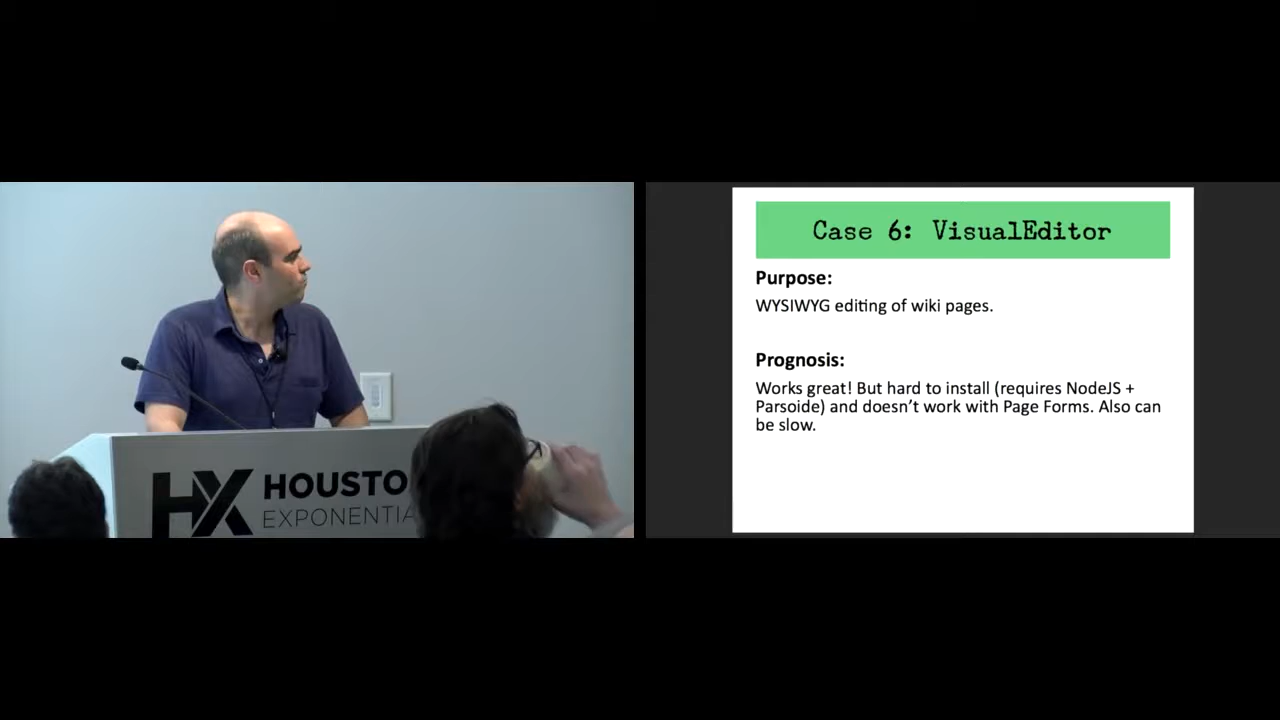 HX HOUSTO
EXPONENTIA
Case 6: VisualEditor
Purpose:
WYSIWYG editing of wiki pages.
Prognosis:
Works great! But hard to install (requires NodeJS +
Parsoide) and doesn’t work with Page Forms. Also can
be slow.